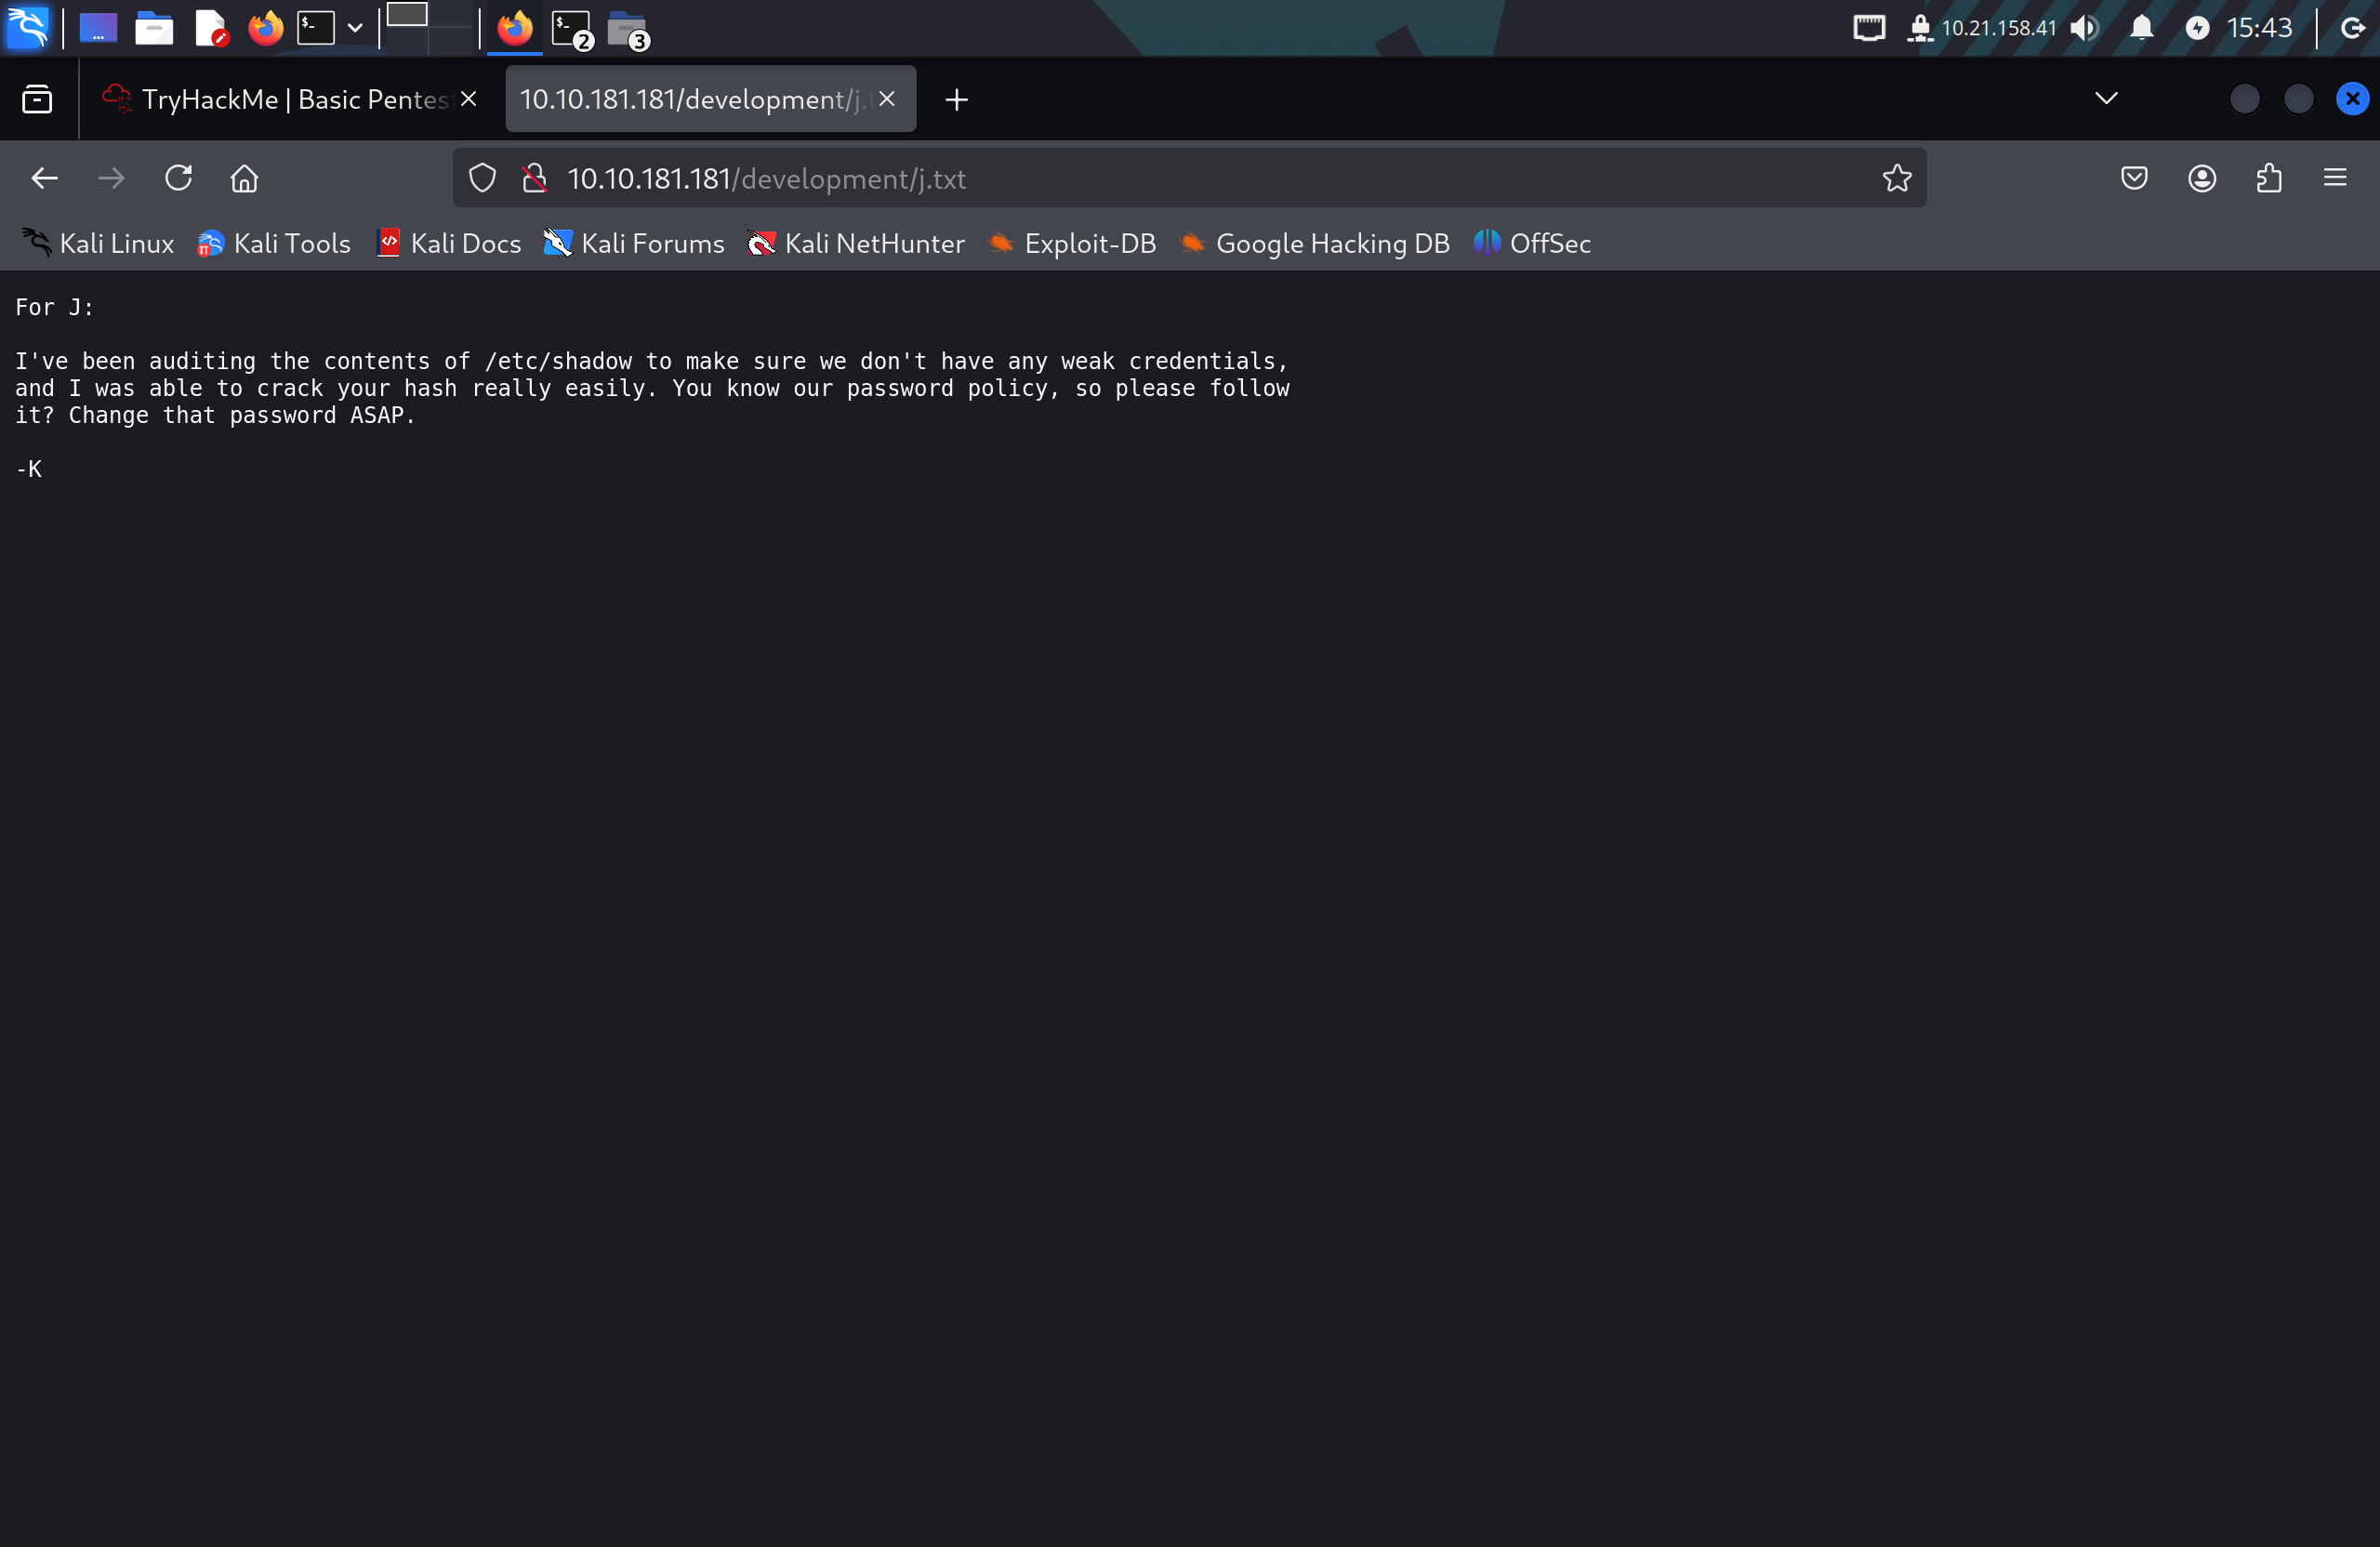 10.21.158.41 15:43
2
3
TryHackMe | Basic Pentes
10.10.181.181/development/j.
10.10.181.181/development/j.txt
Kali Linux Kali Tools Kali Docs Kali Forums Kali NetHunter Exploit-DB Google Hacking DB OffSec
For J:
I've been auditing the contents of /etc/shadow to make sure we don't have any weak credentials,
and I was able to crack your hash really easily. You know our password policy, so please follow
it? Change that password ASAP.
-K